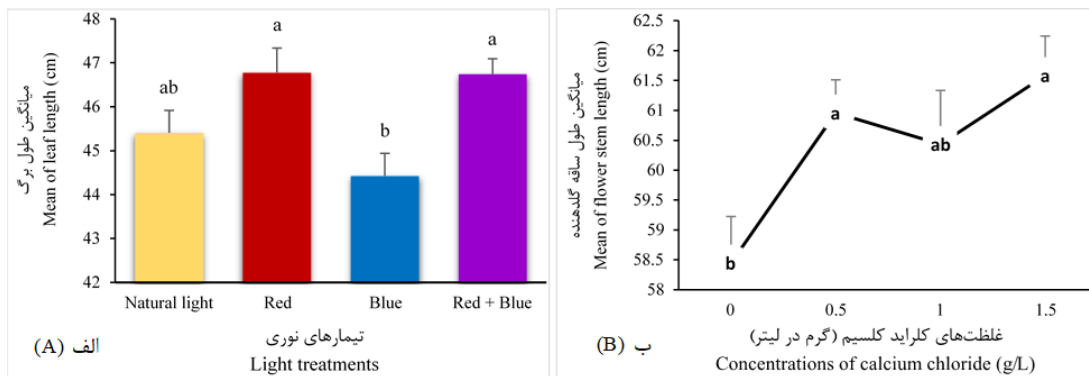 میانگین طول برگ
Mean of leaf length (cm)
48
47
46
45
44
43
42
ab
a
b
a
Natural light
Red
Blue
Red + Blue
تیمارهای نوری
Light treatments
الف (A)
میانگین طول ساقه گلدهنده
Mean of flower stem length (cm)
62.5
62
61.5
61
60.5
60
59.5
59
58.5
58
b
a
ab
a
0
0.5
1
1.5
غلظت‌های کلراید کلسیم (گرم در لیتر)
Concentrations of calcium chloride (g/L)
ب (B)